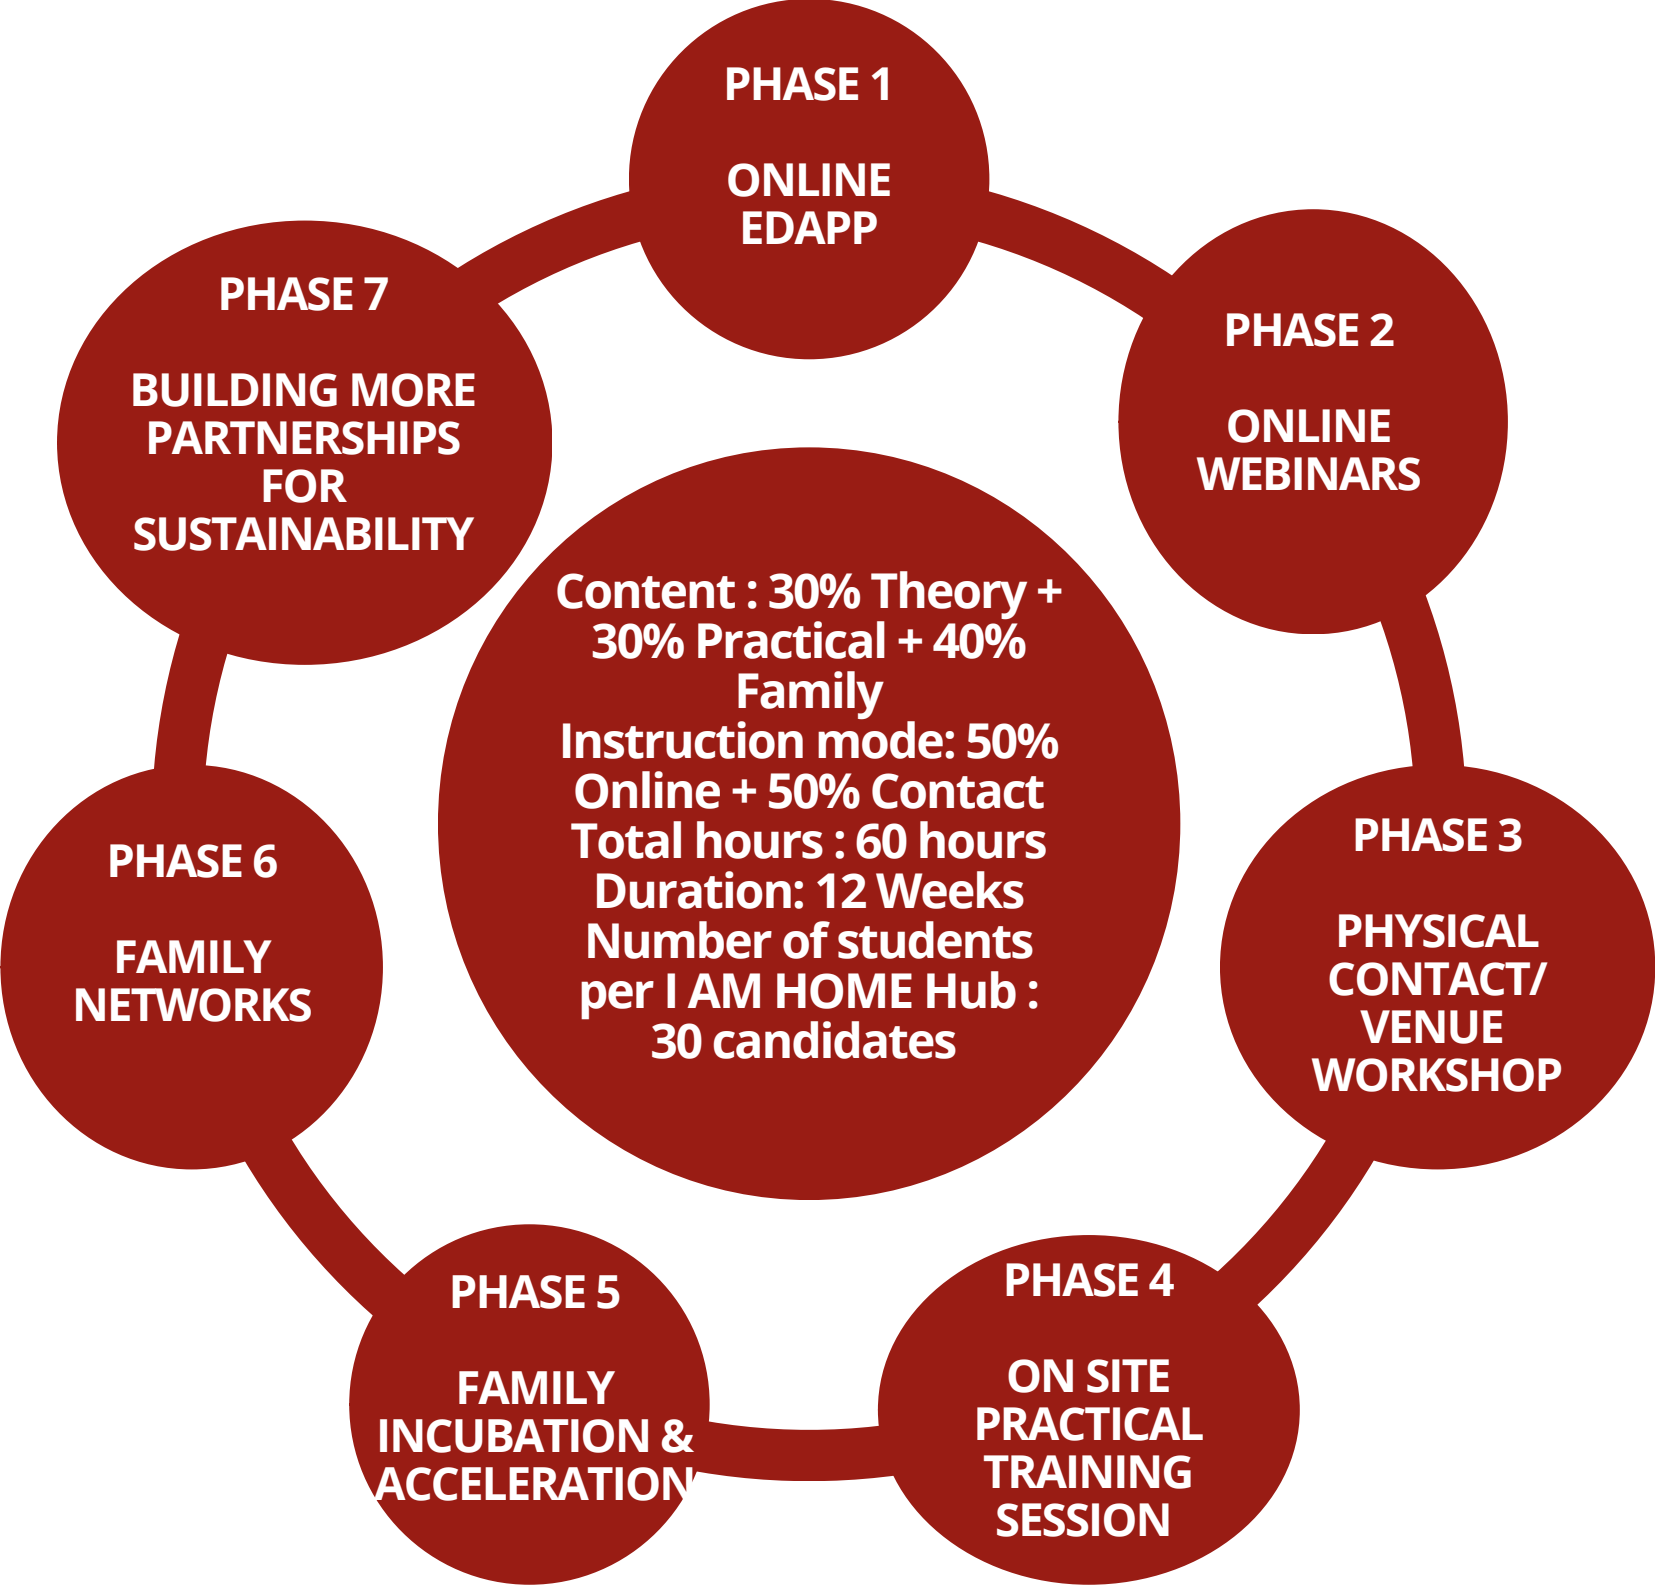 PHASE 1
ONLINE
EDAPP
PHASE 2
ONLINE
WEBINARS
PHASE 3
PHYSICAL
CONTACT/
VENUE
WORKSHOP
PHASE 4
ON SITE
PRACTICAL
TRAINING
SESSION
PHASE 5
FAMILY
INCUBATION &
ACCELERATION
PHASE 6
FAMILY
NETWORKS
PHASE 7
BUILDING MORE
PARTNERSHIPS
FOR
SUSTAINABILITY
Content : 30% Theory +
30% Practical + 40%
Family
Instruction mode: 50%
Online + 50% Contact
Total hours : 60 hours
Duration: 12 Weeks
Number of students
per I AM HOME Hub :
30 candidates